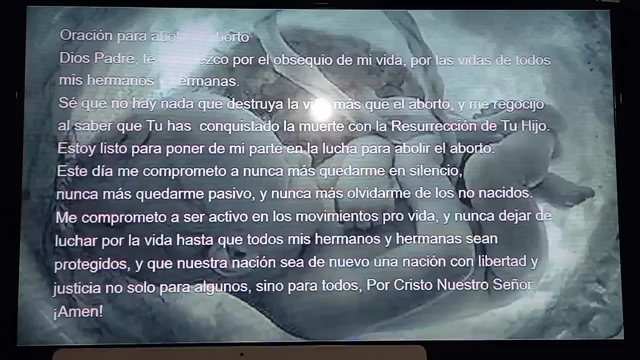 Oración para abolir el aborto
Dios Padre, te agradezco por el obsequio de mi vida, por las vidas de todos
mis hermanos y hermanas.
Sé que no hay nada que destruya la vida más que el aborto, y me regocijo
al saber que Tu has conquistado la muerte con la Resurrección de Tu Hijo.
Estoy listo para poner de mi parte en la lucha para abolir el aborto.
Este día me comprometo a nunca más quedarme en silencio,
nunca más quedarme pasivo, y nunca más olvidarme de los no nacidos.
Me comprometo a ser activo en los movimientos pro vida, y nunca dejar de
luchar por la vida hasta que todos mis hermanos y hermanas sean
protegidos, y que nuestra nación sea de nuevo una nación con libertad y
justicia no solo para algunos, sino para todos, Por Cristo Nuestro Señor.
¡Amen!